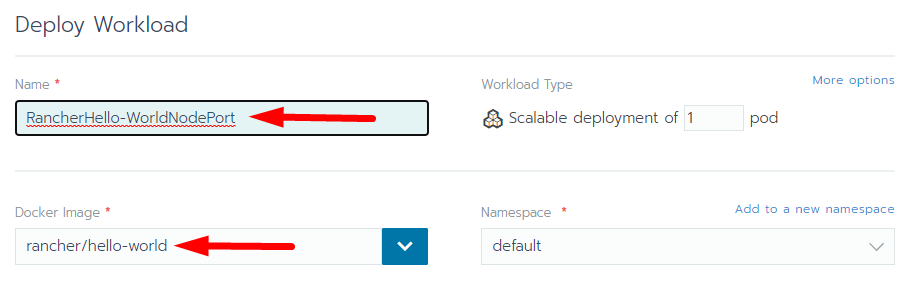 Deploy Workload
Name *
Workload Type
More options
RancherHello-WorldNodePort
Scalable deployment of 1 pod
Docker Image *
Namespace *
Add to a new namespace
rancher/hello-world
default